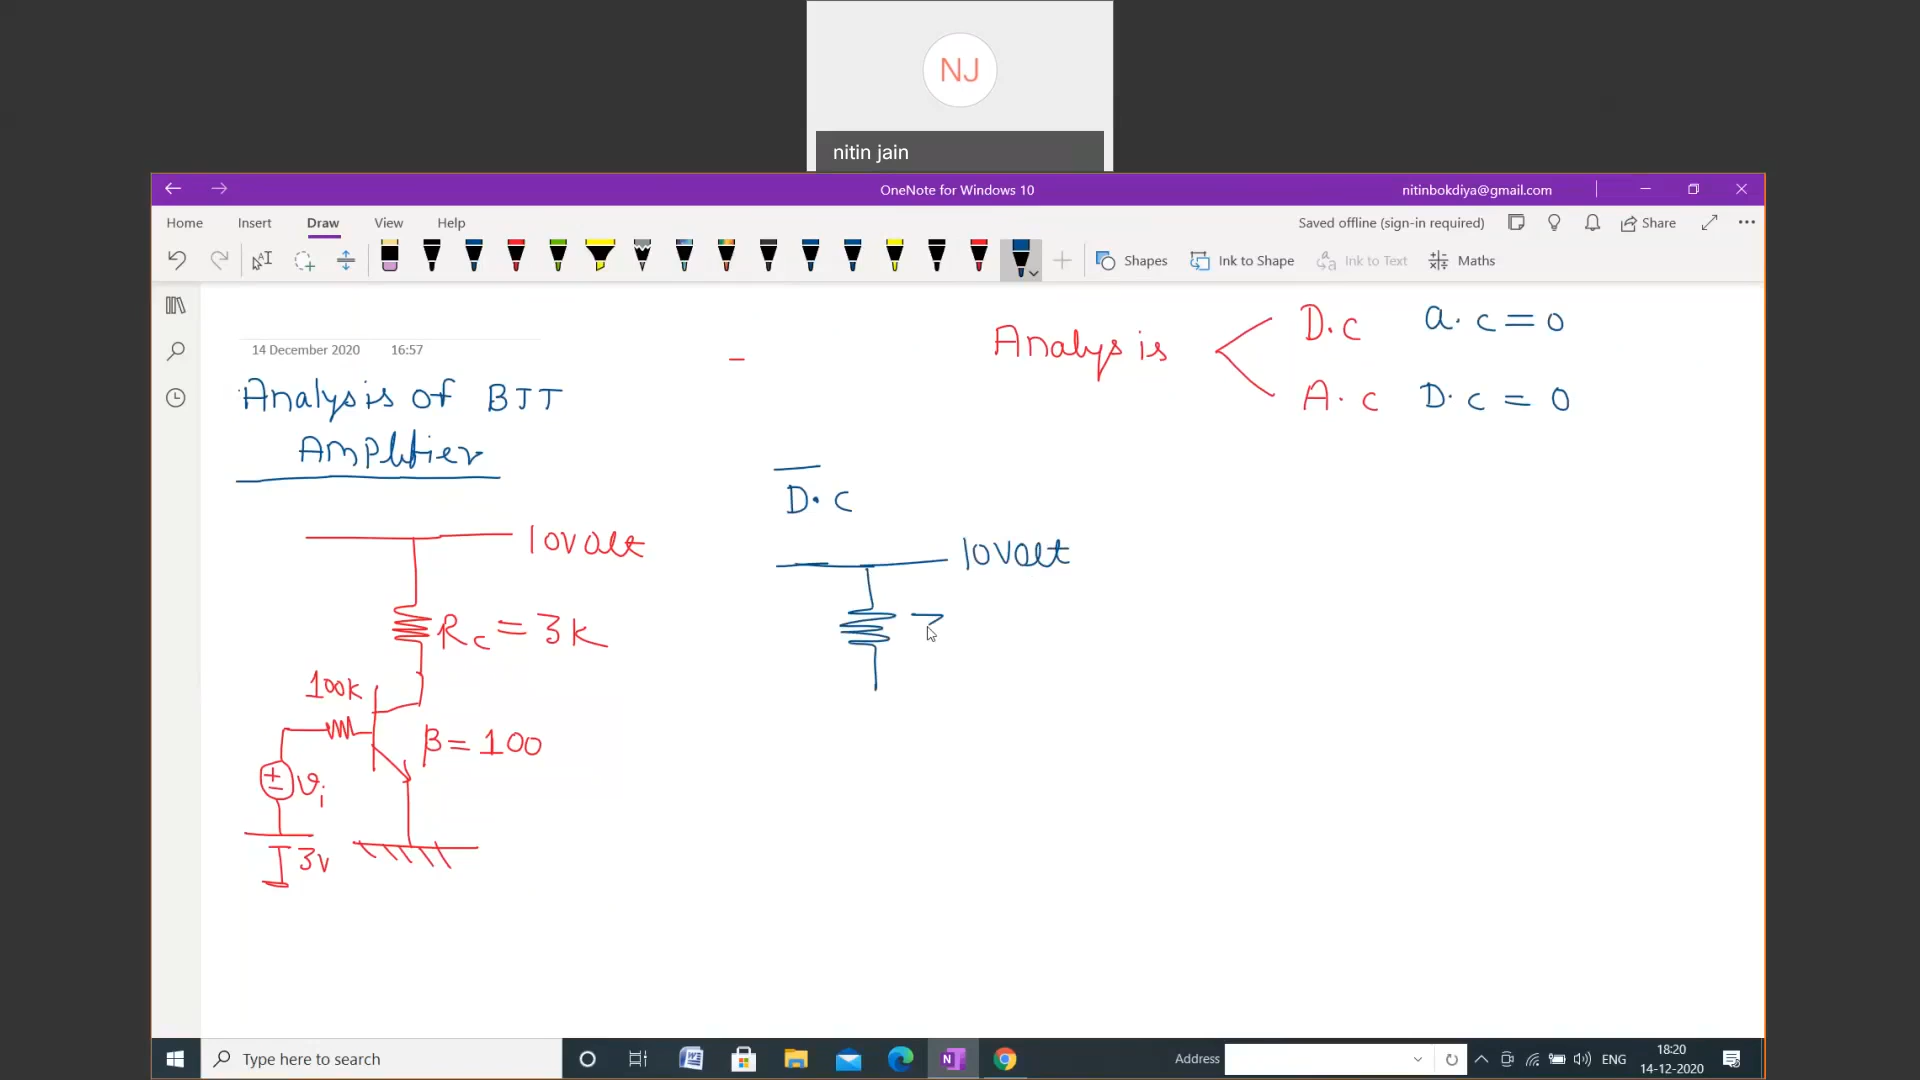 NJ
nitin jain
OneNote for Windows 10
nitinbokdiya@gmail.com
Home Insert Draw View Help
Saved offline (sign-in required)
Share
Shapes
Ink to Shape
Ink to Text
Maths
14 December 2020 16:57
Analysis of BJT
Amplifier
Analysis
D.C a.c = 0
A.C D.C = 0
10volt
Rc = 3k
100k
β = 100
+
−
vi
3v
D.C
10volt
Type here to search
Address
ENG
18:20
14-12-2020